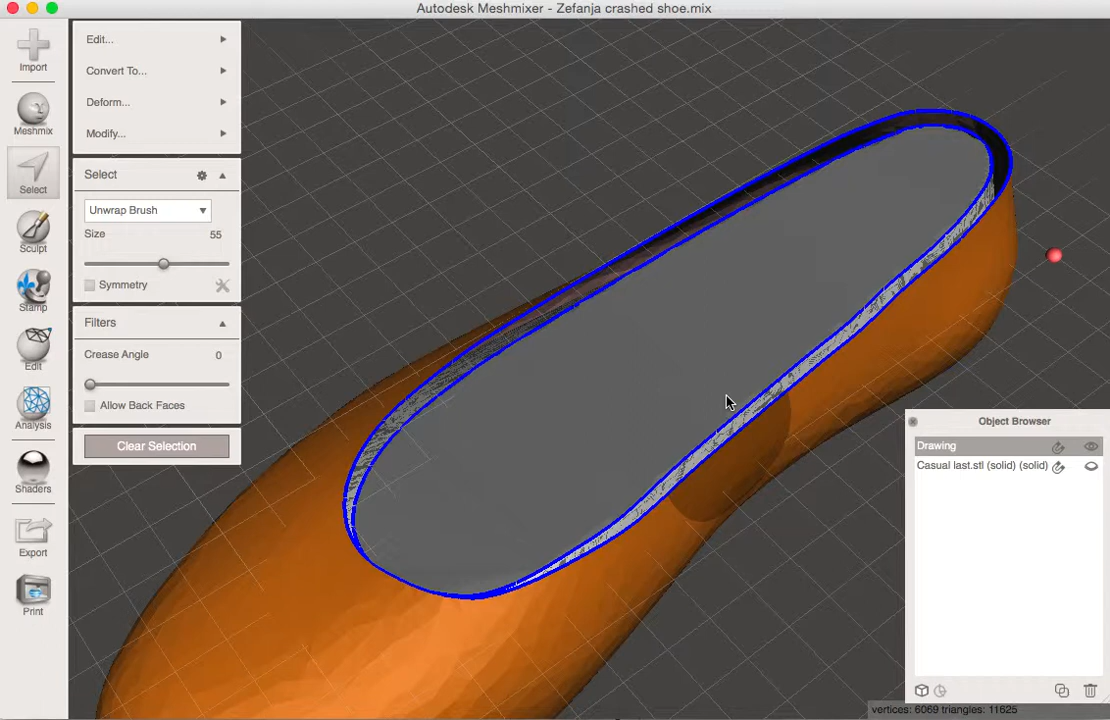 Autodesk Meshmixer - Zefanja crashed shoe.mix
Import
Meshmix
Select
Sculpt
Stamp
Edit
Analysis
Shaders
Export
Print
Edit...
Convert To...
Deform...
Modify...
Select
Unwrap Brush
Size 55
Symmetry
Filters
Crease Angle 0
Allow Back Faces
Clear Selection
Object Browser
Drawing
Casual last.stl (solid) (solid)
vertices: 6069 triangles: 11625